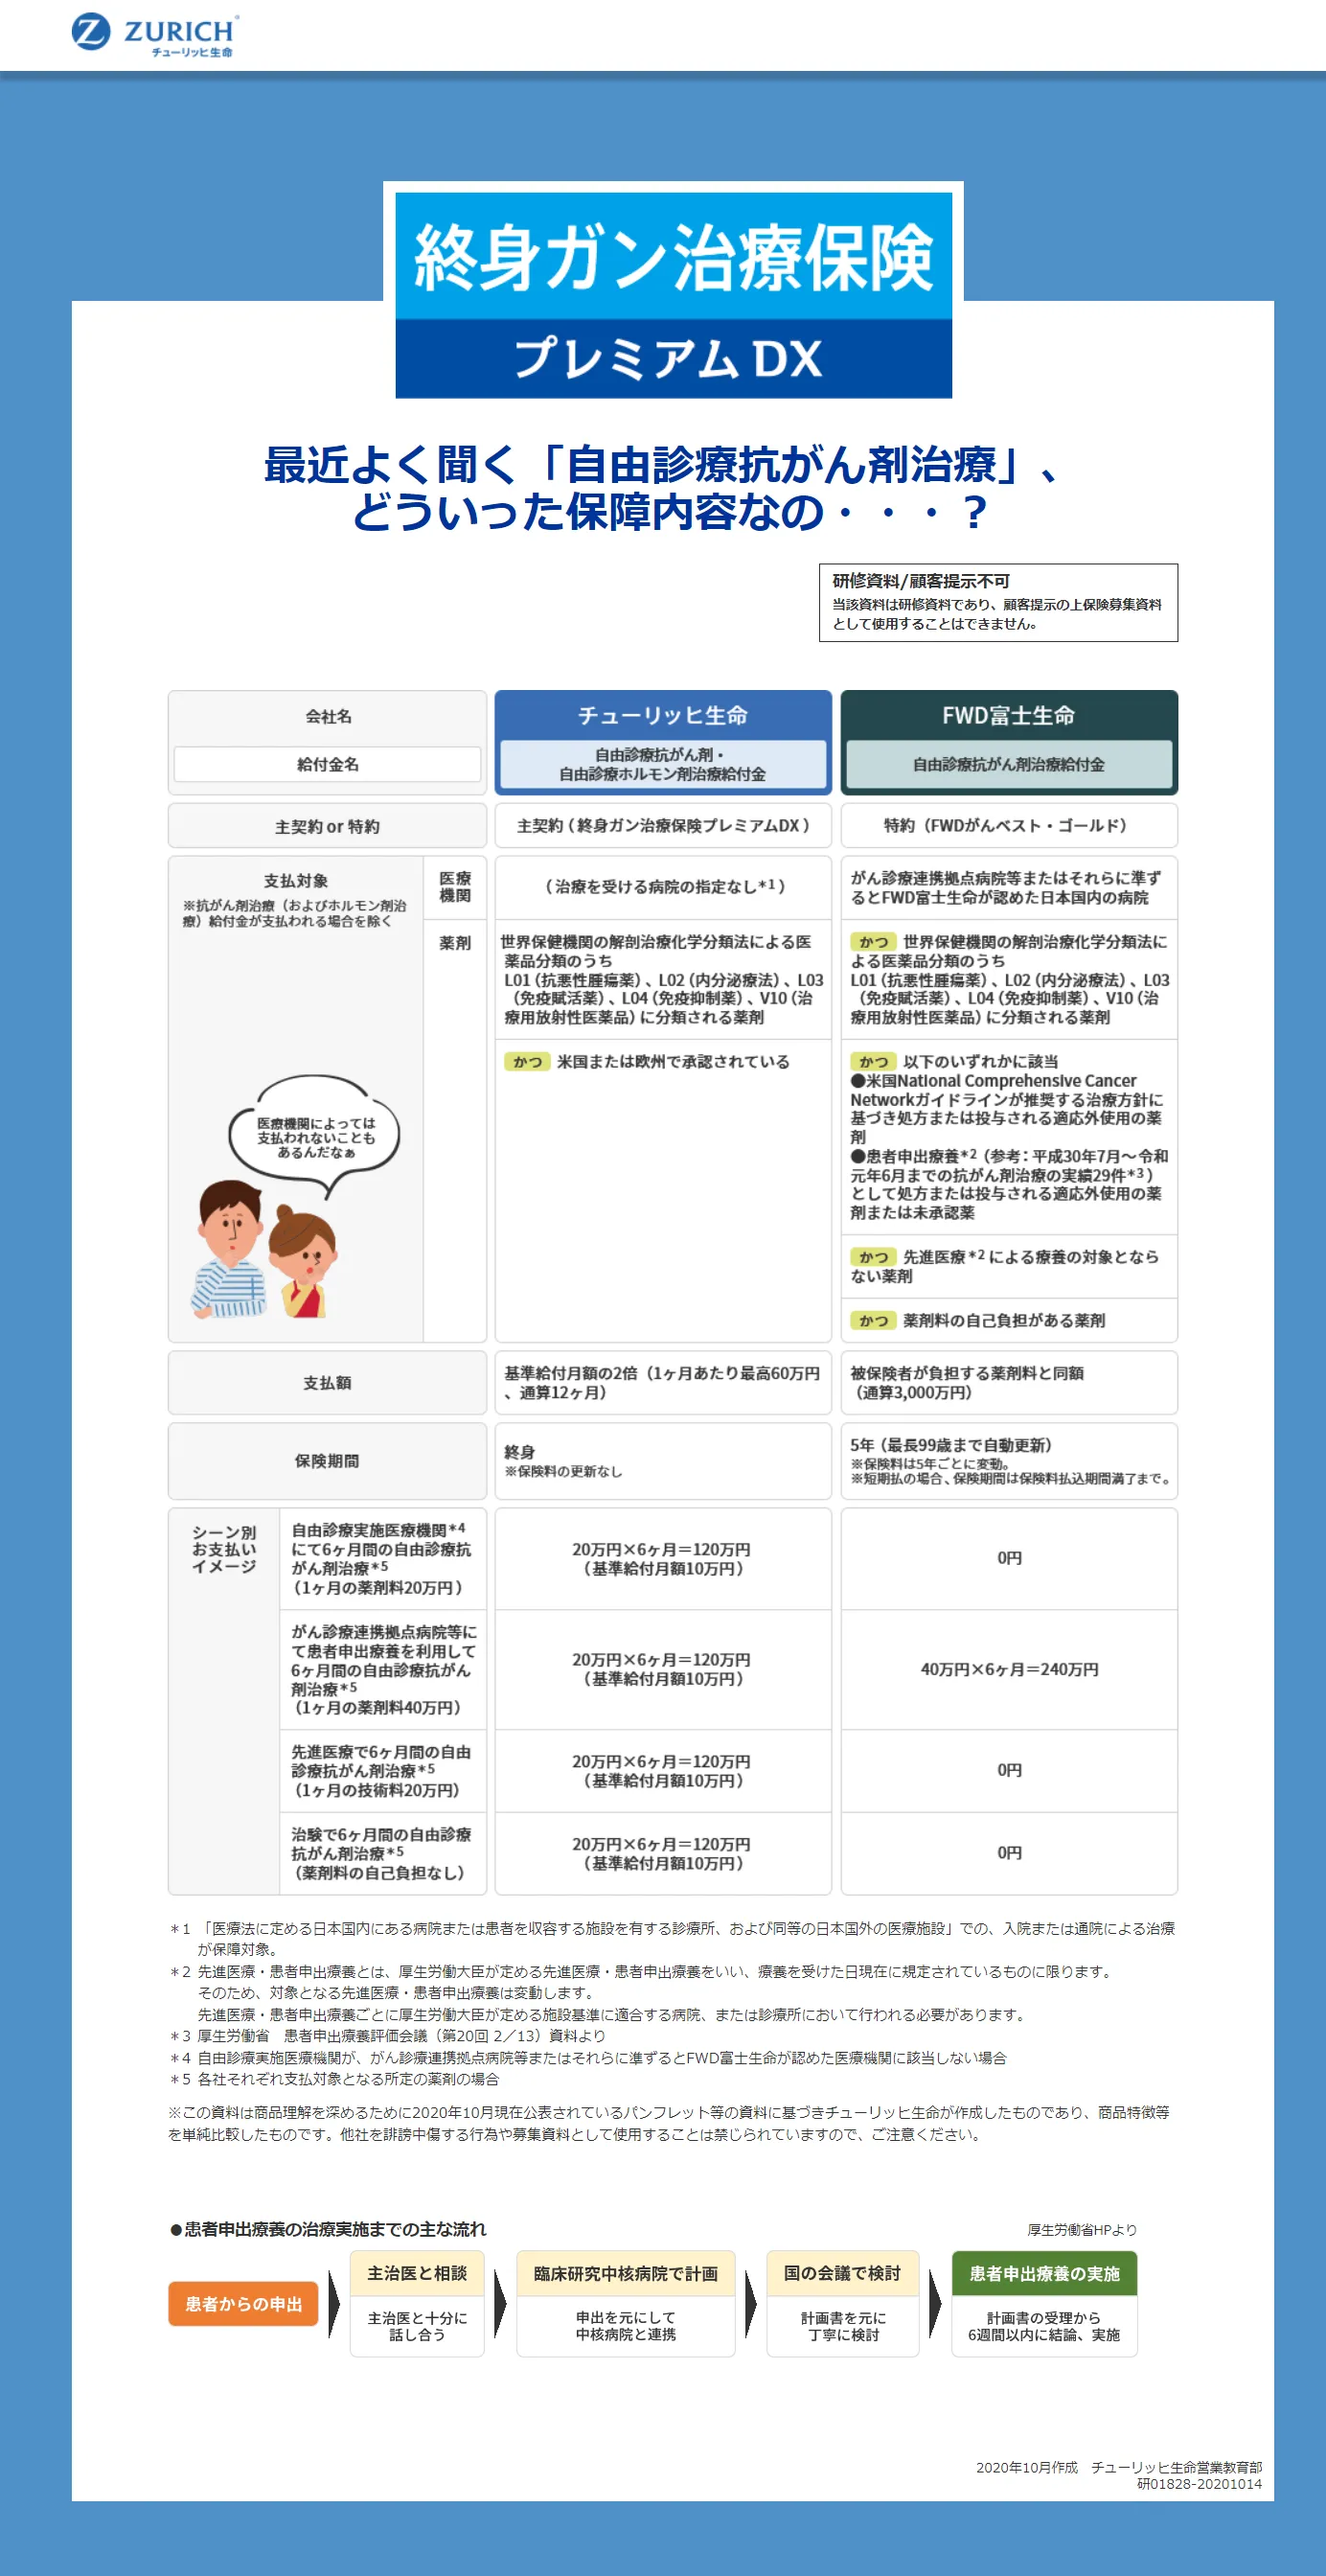 ZURICH
チューリッヒ生命
終身ガン治療保険
プレミアム DX
最近よく聞く「自由診療抗がん剤治療」、
どういった保障内容なの・・・？
研修資料/顧客提示不可
当該資料は研修資料であり、顧客提示の上保険募集資料
として使用することはできません。
会社名
給付金名
チューリッヒ生命
自由診療抗がん剤・
自由診療ホルモン剤治療給付金
FWD富士生命
自由診療抗がん剤治療給付金
主契約 or 特約
主契約（終身ガン治療保険プレミアムDX）
特約（FWDがんベスト・ゴールド）
支払対象
※抗がん剤治療（およびホルモン剤治
療）給付金が支払われる場合を除く
医療
機関
（治療を受ける病院の指定なし＊1）
がん診療連携拠点病院等またはそれらに準ず
るとFWD富士生命が認めた日本国内の病院
薬剤
世界保健機関の解剖治療化学分類法による医
薬品分類のうち
L01（抗悪性腫瘍薬）、L02（内分泌療法）、L03
（免疫賦活薬）、L04（免疫抑制薬）、V10（治
療用放射性医薬品）に分類される薬剤
かつ 米国または欧州で承認されている
かつ 世界保健機関の解剖治療化学分類法に
よる医薬品分類のうち
L01（抗悪性腫瘍薬）、L02（内分泌療法）、L03
（免疫賦活薬）、L04（免疫抑制薬）、V10（治
療用放射性医薬品）に分類される薬剤
かつ 以下のいずれかに該当
●米国National Comprehensive Cancer
Networkガイドラインが推奨する治療方針に
基づき処方または投与される適応外使用の薬
剤
●患者申出療養＊2（参考：平成30年7月～令和
元年6月までの抗がん剤治療の実績29件＊3）
として処方または投与される適応外使用の薬
剤または未承認薬
かつ 先進医療＊2による療養の対象となら
ない薬剤
かつ 薬剤料の自己負担がある薬剤
医療機関によっては
支払われないことも
あるんだなぁ
支払額
基準給付月額の2倍（1ヶ月あたり最高60万円
、通算12ヶ月）
被保険者が負担する薬剤料と同額
（通算3,000万円）
保険期間
終身
※保険料の更新なし
5年（最長99歳まで自動更新）
※保険料は5年ごとに変動。
※短期払の場合、保険期間は保険料払込期間満了まで。
シーン別
お支払い
イメージ
自由診療実施医療機関＊4
にて6ヶ月間の自由診療抗
がん剤治療＊5
（1ヶ月の薬剤料20万円）
20万円×6ヶ月＝120万円
（基準給付月額10万円）
0円
がん診療連携拠点病院等に
て患者申出療養を利用して
6ヶ月間の自由診療抗がん
剤治療＊5
（1ヶ月の薬剤料40万円）
20万円×6ヶ月＝120万円
（基準給付月額10万円）
40万円×6ヶ月＝240万円
先進医療で6ヶ月間の自由
診療抗がん剤治療＊5
（1ヶ月の技術料20万円）
20万円×6ヶ月＝120万円
（基準給付月額10万円）
0円
治験で6ヶ月間の自由診療
抗がん剤治療＊5
（薬剤料の自己負担なし）
20万円×6ヶ月＝120万円
（基準給付月額10万円）
0円
＊1 「医療法に定める日本国内にある病院または患者を収容する施設を有する診療所、および同等の日本国外の医療施設」での、入院または通院による治療
が保障対象。
＊2 先進医療・患者申出療養とは、厚生労働大臣が定める先進医療・患者申出療養をいい、療養を受けた日現在に規定されているものに限ります。
そのため、対象となる先進医療・患者申出療養は変動します。
先進医療・患者申出療養ごとに厚生労働大臣が定める施設基準に適合する病院、または診療所において行われる必要があります。
＊3 厚生労働省　患者申出療養評価会議（第20回 2／13）資料より
＊4 自由診療実施医療機関が、がん診療連携拠点病院等またはそれらに準ずるとFWD富士生命が認めた医療機関に該当しない場合
＊5 各社それぞれ支払対象となる所定の薬剤の場合
※この資料は商品理解を深めるために2020年10月現在公表されているパンフレット等の資料に基づきチューリッヒ生命が作成したものであり、商品特徴等
を単純比較したものです。他社を誹謗中傷する行為や募集資料として使用することは禁じられていますので、ご注意ください。
●患者申出療養の治療実施までの主な流れ
厚生労働省HPより
患者からの申出
主治医と相談
主治医と十分に
話し合う
臨床研究中核病院で計画
申出を元にして
中核病院と連携
国の会議で検討
計画書を元に
丁寧に検討
患者申出療養の実施
計画書の受理から
6週間以内に結論、実施
2020年10月作成　チューリッヒ生命営業教育部
研01828-20201014